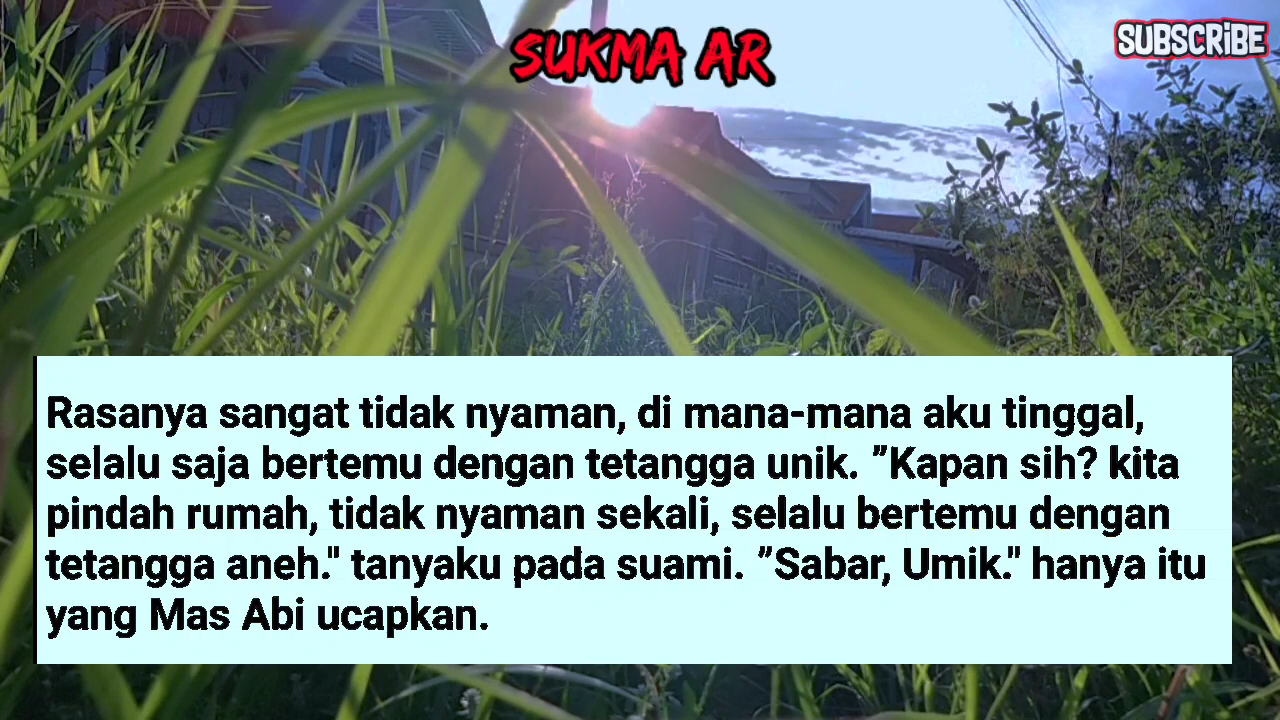 SUKMA AR
SUBSCRIBE
Rasanya sangat tidak nyaman, di mana-mana aku tinggal,
selalu saja bertemu dengan tetangga unik. ”Kapan sih? kita
pindah rumah, tidak nyaman sekali, selalu bertemu dengan
tetangga aneh." tanyaku pada suami. ”Sabar, Umik." hanya itu
yang Mas Abi ucapkan.